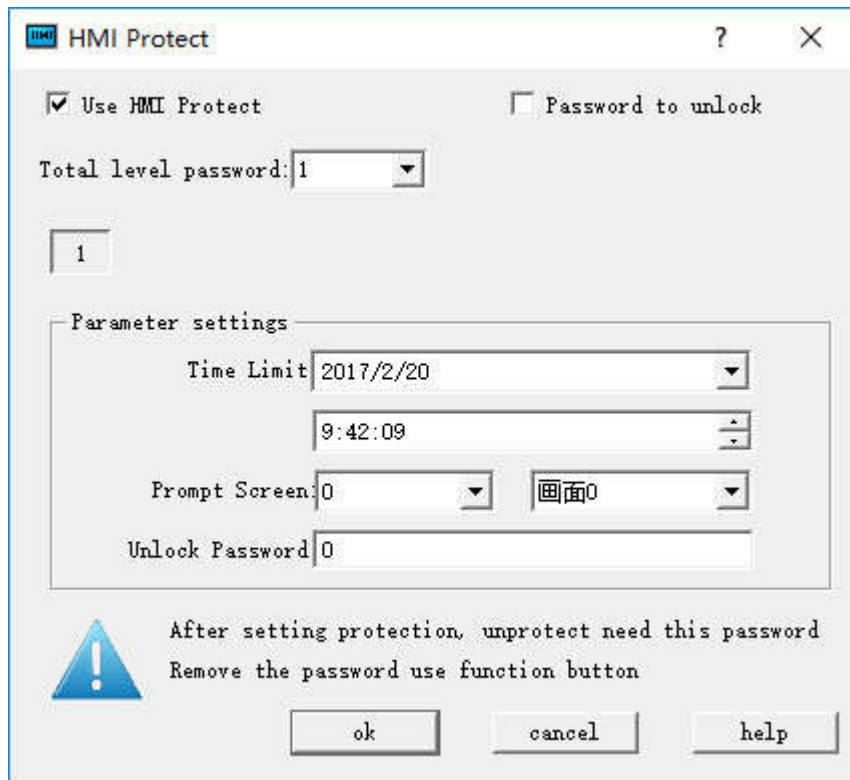 HMI HMI Protect ? ×
Use HMI Protect Password to unlock
Total level password: 1
1
Parameter settings
Time Limit 2017/2/20
9:42:09
Prompt Screen: 0 画面0
Unlock Password 0
After setting protection, unprotect need this password
Remove the password use function button
ok cancel help